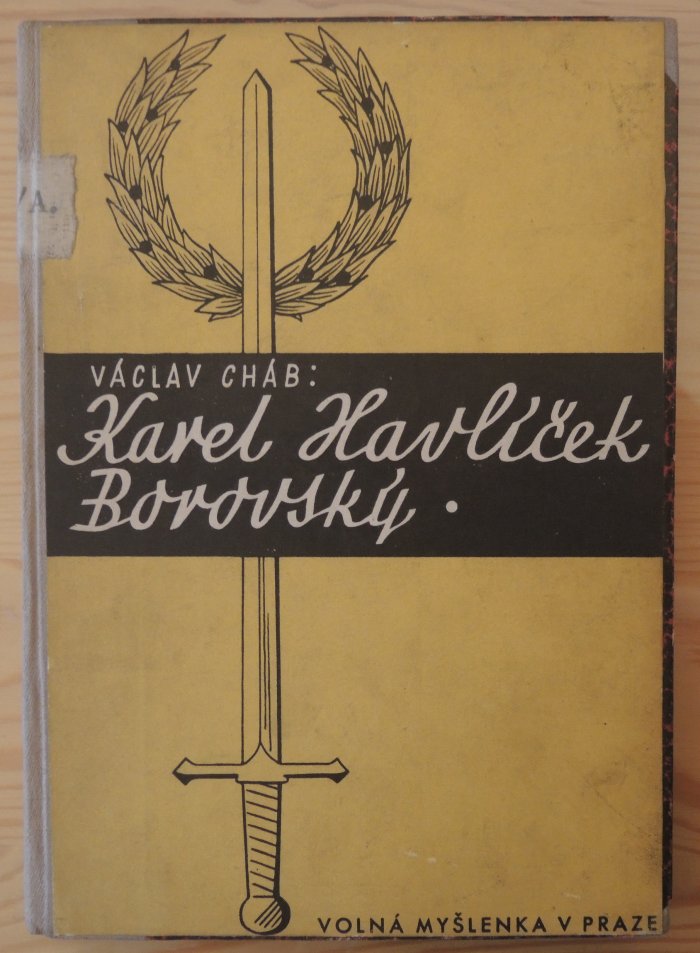 VÁCLAV CHÁB:
Karel Havlíček
Borovský.
VOLNÁ MYŠLENKA V PRAZE
/A.